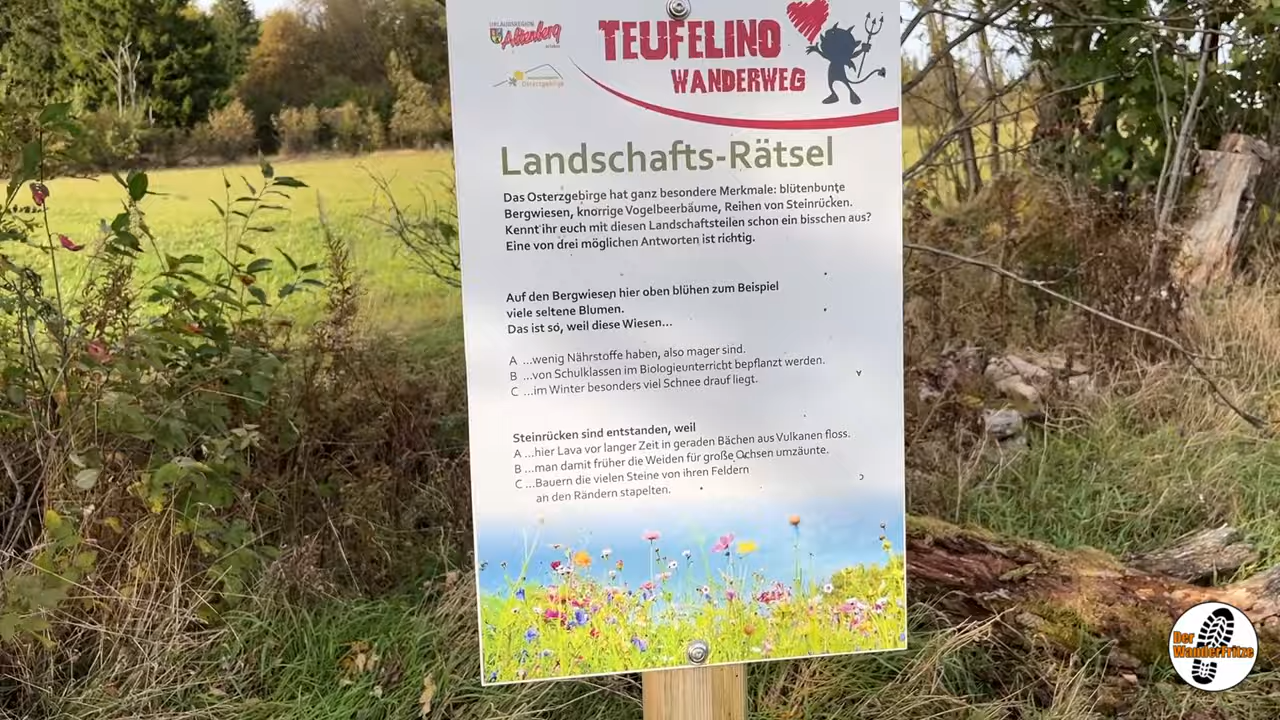 URLAUBSREGION
Altenberg
TEUFELINO
WANDERWEG
Osterzgebirge
Landschafts-Rätsel
Das Osterzgebirge hat ganz besondere Merkmale: blütenbunte
Bergwiesen, knorrige Vogelbeerbäume, Reihen von Steinrücken.
Kennt ihr euch mit diesen Landschaftsteilen schon ein bisschen aus?
Eine von drei möglichen Antworten ist richtig.
Auf den Bergwiesen hier oben blühen zum Beispiel
viele seltene Blumen.
Das ist so, weil diese Wiesen...
A ...wenig Nährstoffe haben, also mager sind.
B ...von Schulklassen im Biologieunterricht bepflanzt werden.
C ...im Winter besonders viel Schnee drauf liegt.
Steinrücken sind entstanden, weil
A ...hier Lava vor langer Zeit in geraden Bächen aus Vulkanen floss.
B ...man damit früher die Weiden für große Ochsen umzäunte.
C ...Bauern die vielen Steine von ihren Feldern
an den Rändern stapelten.
Der
WanderFritze